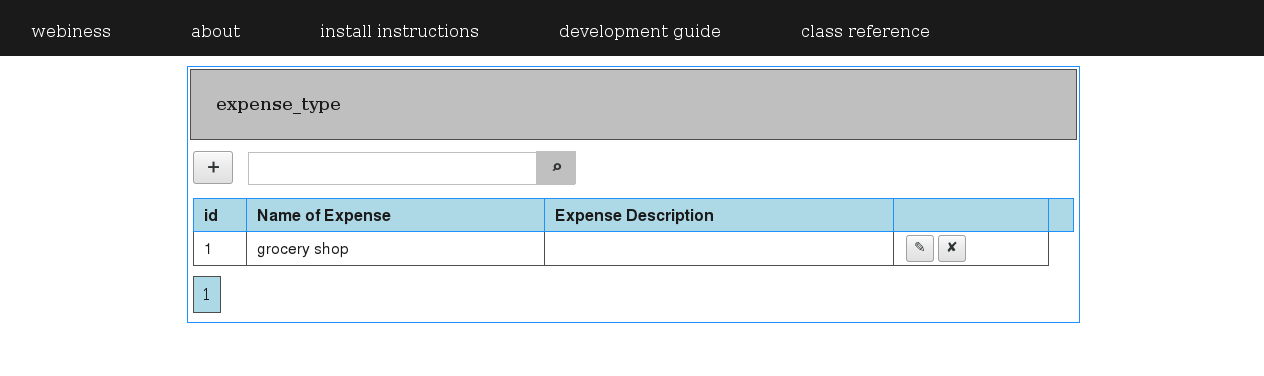 webiness about install instructions development guide class reference
expense_type
+
id Name of Expense Expense Description
1 grocery shop ✎ ✘
1